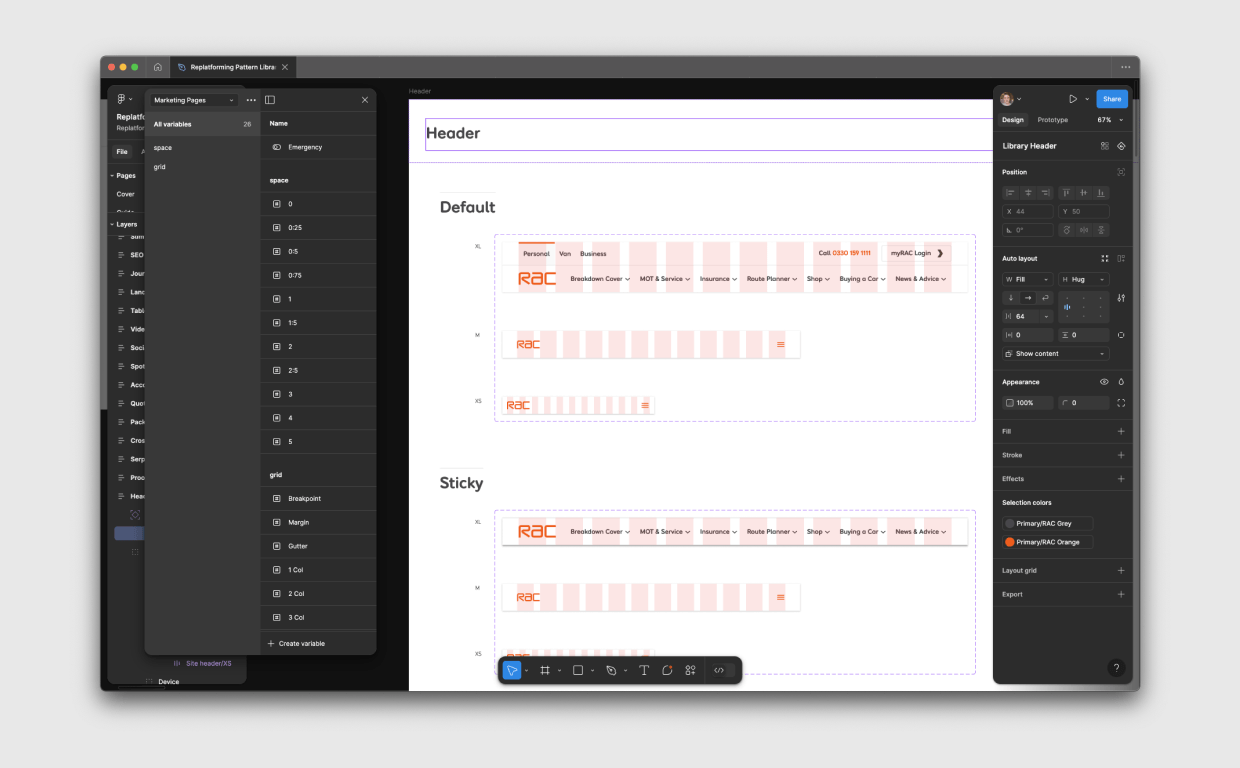 Replatforming Pattern Libra
Marketing Pages
All variables 26
space
grid
Replatfo
Replatfor
File
Pages
Cover
Layers
SEO
Jour
Lan
Tabl
Vide
Soci
Spot
Acc
Quot
Pack
Cros
Serp
Proc
Head
Site header/XS
Device
Name
Emergency
space
0
0:25
0:5
0:75
1
1:5
2
2:5
3
4
5
grid
Breakpoint
Margin
Gutter
1 Col
2 Col
3 Col
Create variable
Header
Header
Default
XL
Personal Van Business Call 0330 159 1111 myRAC Login
RAC Breakdown Cover MOT & Service Insurance Route Planner Shop Buying a Car News & Advice
M
RAC
XS
RAC
Sticky
XL
RAC Breakdown Cover MOT & Service Insurance Route Planner Shop Buying a Car News & Advice
M
RAC
XS
Share
Design Prototype 67%
Library Header
Position
X 44 Y 50
0°
Auto layout
W Fill H Hug
64
0 0
Show content
Appearance
100% 0
Fill
Stroke
Effects
Selection colors
Primary/RAC Grey
Primary/RAC Orange
Layout grid
Export
?